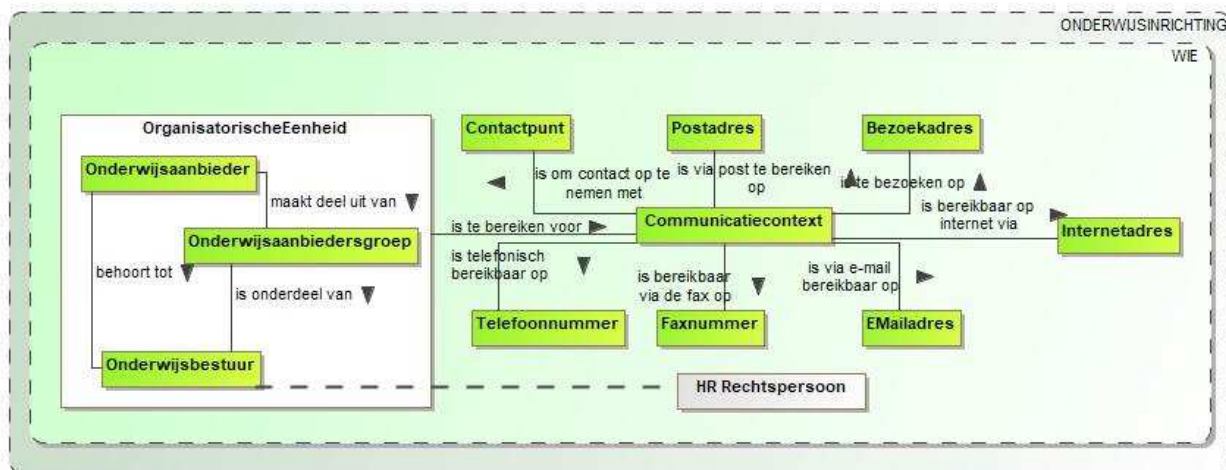 ONDERWIJSINRICHTING
WIE
OrganisatorischeEenheid
Onderwijsaanbieder
maakt deel uit van
Onderwijsaanbiedersgroep
behoort tot
is onderdeel van
Onderwijsbestuur
Contactpunt
Postadres
Bezoekadres
is om contact op te
nemen met
is via post te bereiken
op
is te bezoeken op
is bereikbaar op
internet via
Communicatiecontext
is te bereiken voor
Internetadres
is telefonisch
bereikbaar op
is bereikbaar
via de fax op
is via e-mail
bereikbaar op
Telefoonnummer
Faxnummer
EMailadres
HR Rechtspersoon